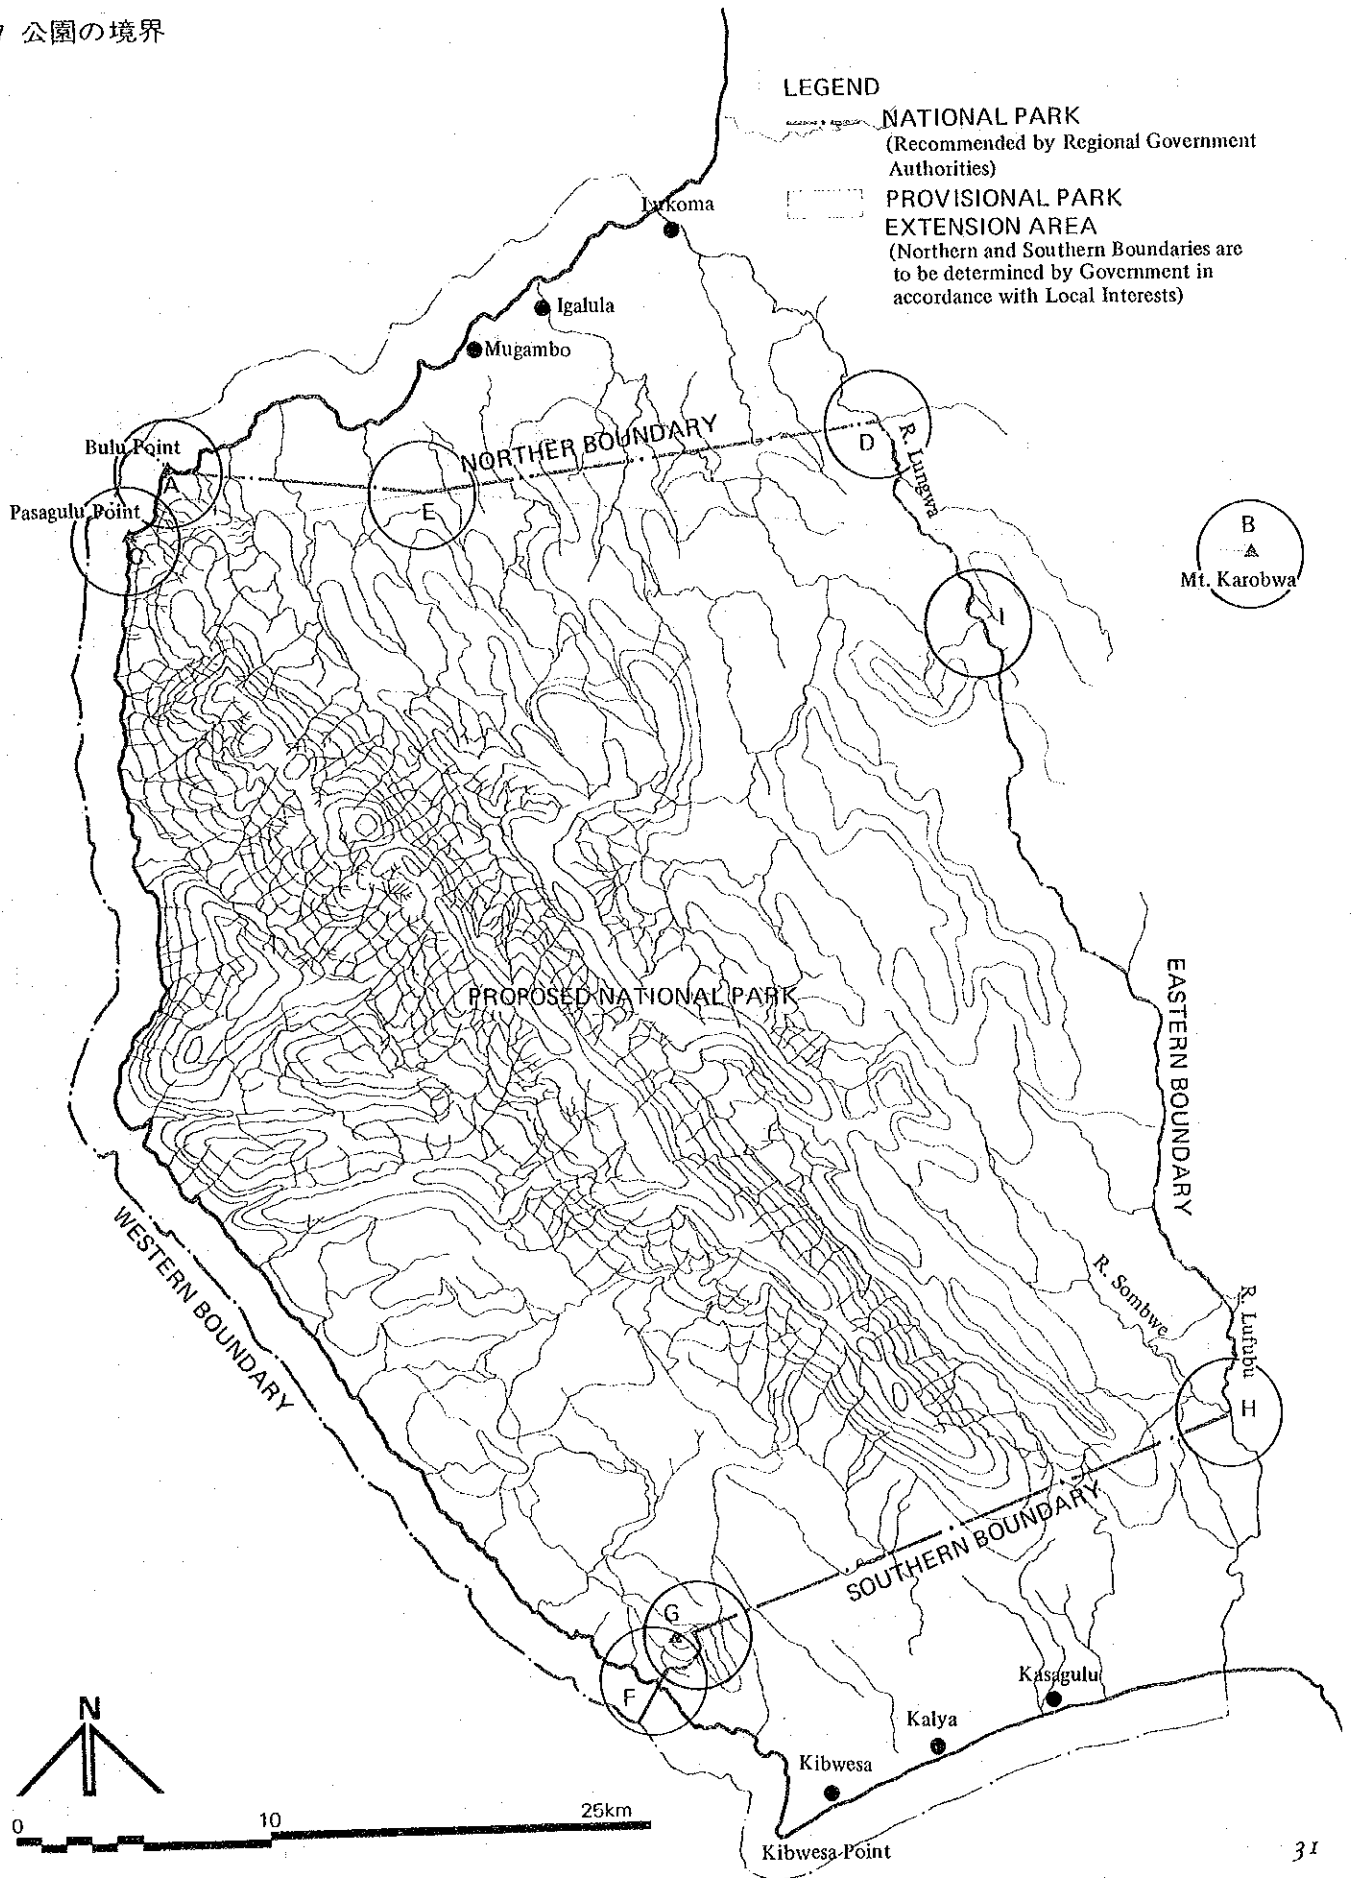 公園の境界
LEGEND
NATIONAL PARK
(Recommended by Regional Government
Authorities)
PROVISIONAL PARK
EXTENSION AREA
(Northern and Southern Boundaries are
to be determined by Government in
accordance with Local Interests)
Lukoma
Igalula
Mugambo
Bulu Point
A
Pasagulu Point
C
E
NORTHER BOUNDARY
D
R. Lungwa
B
Mt. Karobwa
I
PROPOSED NATIONAL PARK
EASTERN BOUNDARY
WESTERN BOUNDARY
R. Sombwe
R. Lufubu
H
SOUTHERN BOUNDARY
G
F
Kasagulu
Kalya
Kibwesa
Kibwesa Point
N
0
10
25km
31